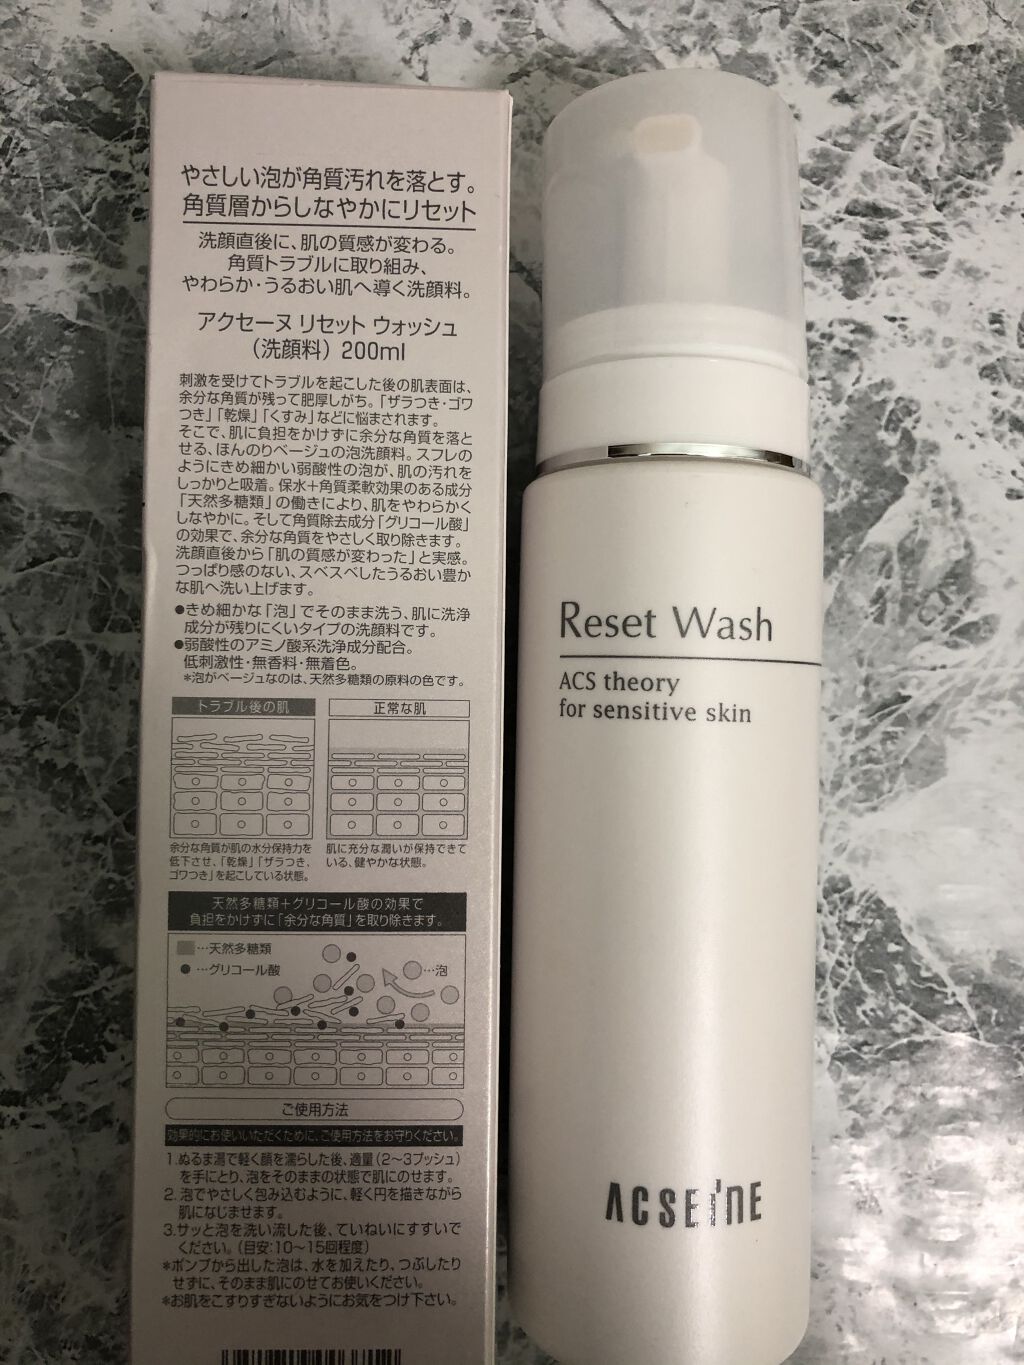 やさしい泡が角質汚れを落とす。
角質層からしなやかにリセット
洗顔直後に、肌の質感が変わる。
角質トラブルに取り組み、
やわらか・うるおい肌へ導く洗顔料。
アクセーヌ リセット ウォッシュ
（洗顔料） 200ml
刺激を受けてトラブルを起こした後の肌表面は、
余分な角質が残って肥厚しがち。「ザラつき・ゴワ
つき」「乾燥」「くすみ」などに悩まされます。
そこで、肌に負担をかけずに余分な角質を落と
せる、ほんのりベージュの泡洗顔料。スフレの
ようにきめ細かい弱酸性の泡が、肌の汚れを
しっかりと吸着。保水＋角質柔軟効果のある成分
「天然多糖類」の働きにより、肌をやわらかく
しなやかに。そして角質除去成分「グリコール酸」
の効果で、余分な角質をやさしく取り除きます。
洗顔直後から「肌の質感が変わった」と実感。
つっぱり感のない、スベスベしたうるおい豊か
な肌へ洗い上げます。
●きめ細かな「泡」でそのまま洗う、肌に洗浄
成分が残りにくいタイプの洗顔料です。
●弱酸性のアミノ酸系洗浄成分配合。
低刺激性・無香料・無着色。
＊泡がベージュなのは、天然多糖類の原料の色です。
トラブル後の肌
正常な肌
余分な角質が肌の水分保持力を
低下させ、「乾燥」「ザラつき、
ゴワつき」を起こしている状態。
肌に充分な潤いが保持できて
いる、健やかな状態。
天然多糖類＋グリコール酸の効果で
負担をかけずに「余分な角質」を取り除きます。
…天然多糖類
●…グリコール酸
…泡
ご使用方法
効果的にお使いいただくために、ご使用方法をお守りください。
1.ぬるま湯で軽く顔を濡らした後、適量（2〜3プッシュ）
を手にとり、泡をそのままの状態で肌にのせます。
2.泡でやさしく包み込むように、軽く円を描きながら
肌になじませます。
3.サッと泡を洗い流した後、ていねいにすすいで
ください。（目安：10〜15回程度）
＊ポンプから出した泡は、水を加えたり、つぶしたり
せずに、そのまま肌にのせてお使いください。
＊お肌をこすりすぎないようにお気をつけ下さい。
Reset Wash
ACS theory
for sensitive skin
ACSEINE